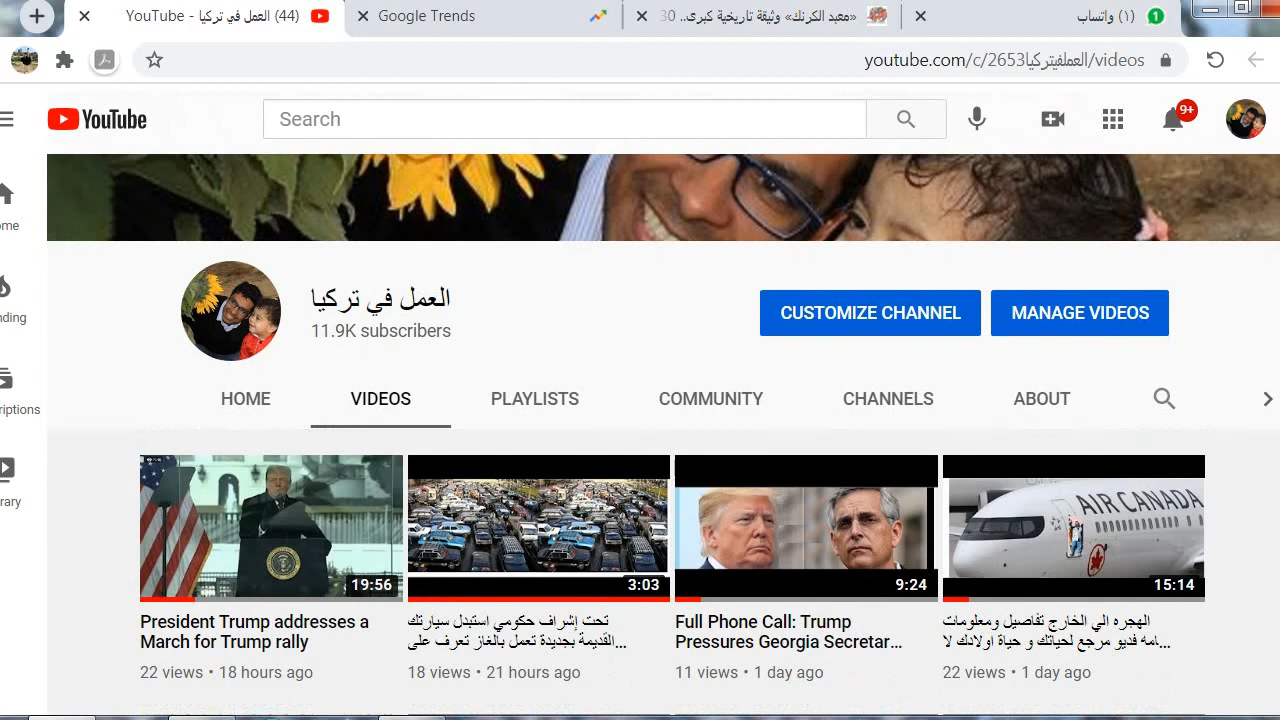 (44) العمل في تركيا - YouTube
Google Trends
«معبد الكرنك» وثيقة تاريخية كبرى.. 30
(١) واتساب
1
youtube.com/c/2653العملفيتركيا/videos
YouTube
Search
9+
ome
nding
riptions
rary
العمل في تركيا
11.9K subscribers
CUSTOMIZE CHANNEL
MANAGE VIDEOS
HOME
VIDEOS
PLAYLISTS
COMMUNITY
CHANNELS
ABOUT
AIR CANADA
19:56
3:03
9:24
15:14
President Trump addresses a
March for Trump rally
22 views • 18 hours ago
تحت إشراف حكومي استبدل سيارتك
القديمة بجديدة تعمل بالغاز تعرف على...
18 views • 21 hours ago
Full Phone Call: Trump
Pressures Georgia Secretar...
11 views • 1 day ago
الهجره الي الخارج تفاصيل ومعلومات
امه فديو مرجع لحياتك و حياة اولادك لا...
22 views • 1 day ago